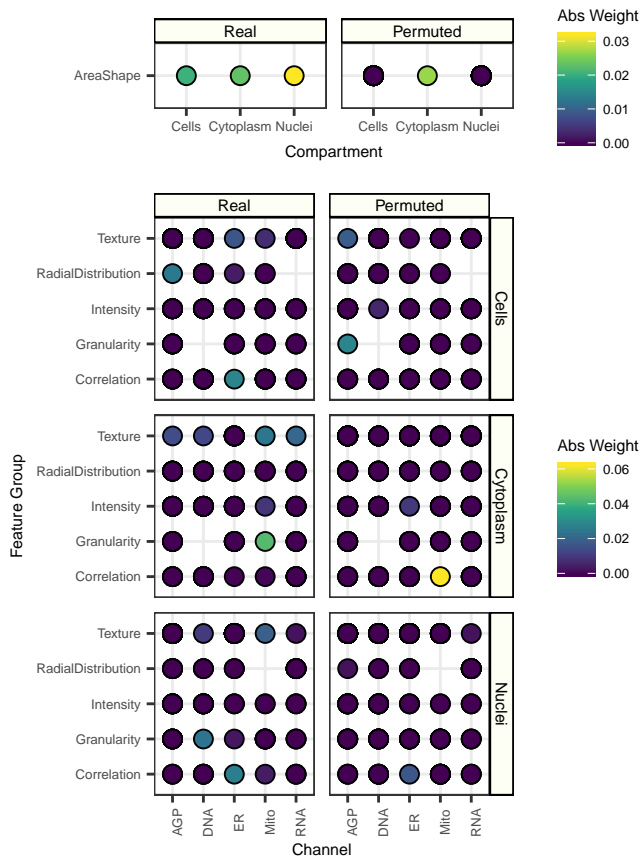 Real
Permuted
AreaShape
Cells
Cytoplasm
Nuclei
Cells
Cytoplasm
Nuclei
Compartment
Abs Weight
0.03
0.02
0.01
0.00
Real
Permuted
Feature Group
Texture
RadialDistribution
Intensity
Granularity
Correlation
Cells
Texture
RadialDistribution
Intensity
Granularity
Correlation
Cytoplasm
Texture
RadialDistribution
Intensity
Granularity
Correlation
Nuclei
AGP
DNA
ER
Mito
RNA
AGP
DNA
ER
Mito
RNA
Channel
Abs Weight
0.06
0.04
0.02
0.00